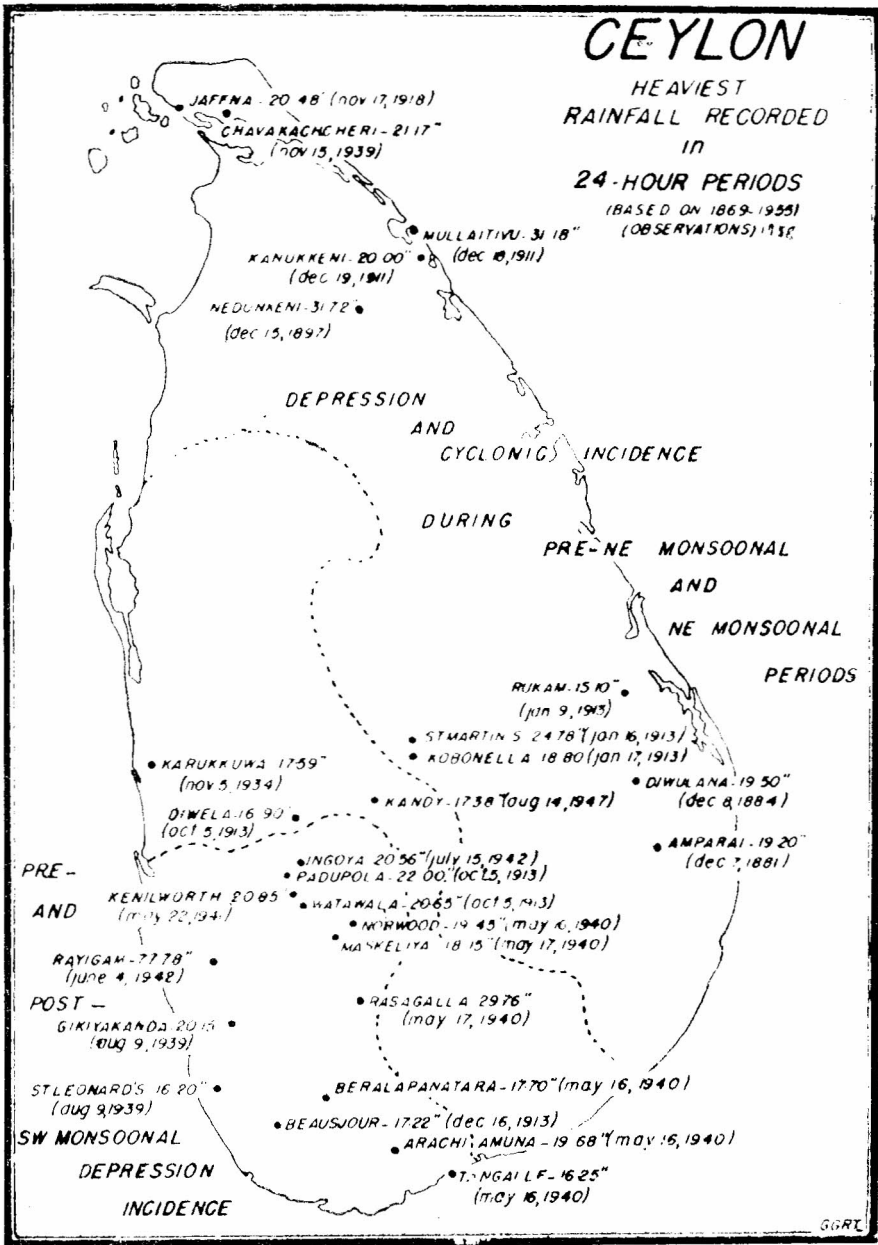 CEYLON
HEAVIEST
RAINFALL RECORDED
in
24-HOUR PERIODS
(BASED ON 1869-1955)
(OBSERVATIONS)
JAFFNA - 20 48" (nov 17, 1918)
CHAVAKACHCHERI - 21 17"
(nov 15, 1939)
MULLAITIVU - 31 18"
(dec 18, 1911)
KANUKKENI - 20 00"
(dec 19, 1911)
NEDUNKENI - 31 72"
(dec 15, 1897)
DEPRESSION
AND
CYCLONIC INCIDENCE
DURING
PRE-NE MONSOONAL
AND
NE MONSOONAL
PERIODS
RUKAM - 15 10"
(jan 9, 1913)
ST MARTIN S 24 78" (jan 16, 1913)
KOBONELLA 18 80 (jan 17, 1913)
KARUKKUWA 17 59"
(nov 5, 1934)
DIWULANA - 19 50"
(dec 8, 1884)
KANDY - 17 38" (aug 14, 1947)
DIWELA - 16 90"
(oct 5, 1913)
AMPARAI - 19 20"
(dec 7, 1881)
INGOYA 20 56" (july 15, 1942)
PADUPOLA - 22 00" (oct 5, 1913)
KENILWORTH 20 85"
(may 22, 194
WATAWALA - 20 65" (oct 5, 1913)
NORWOOD - 19 45" (may 16, 1940)
MASKELIYA 18 15" (may 17, 1940)
PRE-
AND
RAYIGAM - 77 78"
(june 4, 1942)
RASAGALLA 29 76"
(may 17, 1940)
POST -
GIKIYAKANDA - 20 15
(aug 9, 1939)
ST LEONARD'S 16 20"
(aug 9, 1939)
BERALAPANATARA - 17 70" (may 16, 1940)
BEAUSJOUR - 17 22" (dec 16, 1913)
ARACHI AMUNA - 19 68" (may 16, 1940)
16 25"
(may 16, 1940)
SW MONSOONAL
DEPRESSION
INCIDENCE
GGRT